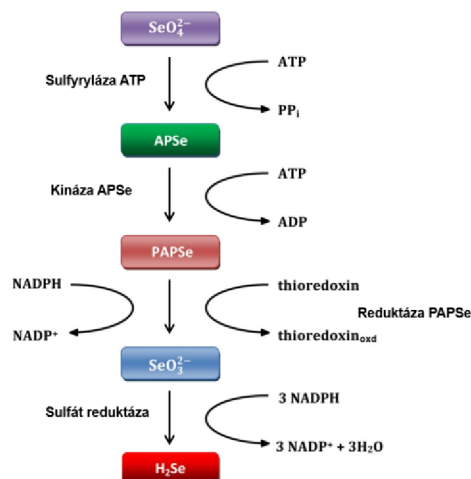 SeO₄²⁻
Sulfyryláza ATP
ATP
PPᵢ
APSe
Kináza APSe
ATP
ADP
PAPSe
NADPH
thioredoxin
Reduktáza PAPSe
NADP⁺
thioredoxinₒₓd
SeO₃²⁻
Sulfát reduktáza
3 NADPH
3 NADP⁺ + 3H₂O
H₂Se